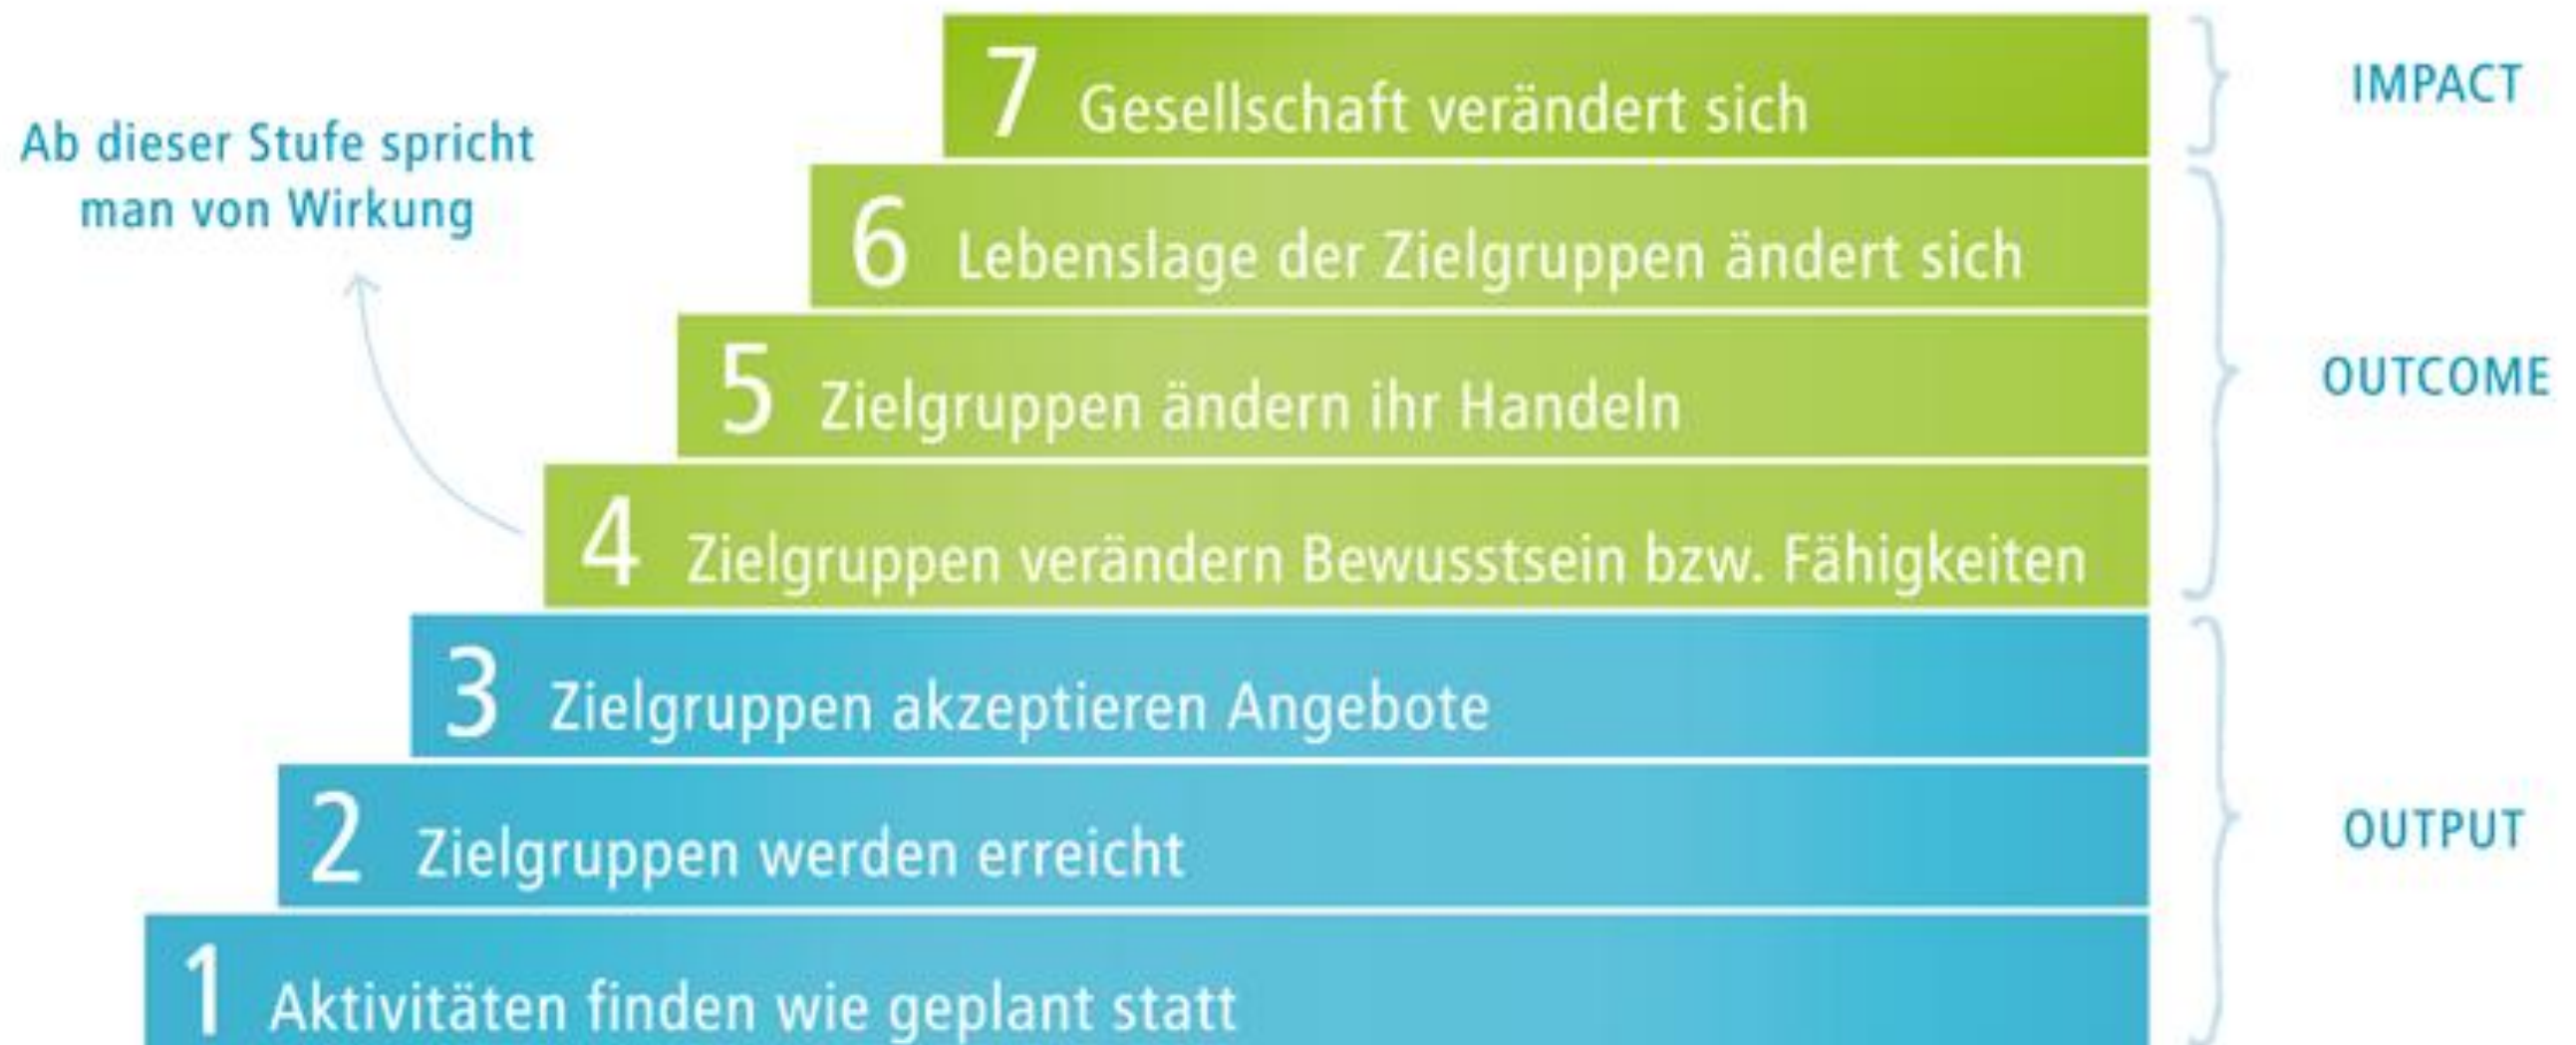 7 Gesellschaft verändert sich
IMPACT
Ab dieser Stufe spricht
man von Wirkung
6 Lebenslage der Zielgruppen ändert sich
5 Zielgruppen ändern ihr Handeln
OUTCOME
4 Zielgruppen verändern Bewusstsein bzw. Fähigkeiten
3 Zielgruppen akzeptieren Angebote
2 Zielgruppen werden erreicht
OUTPUT
1 Aktivitäten finden wie geplant statt